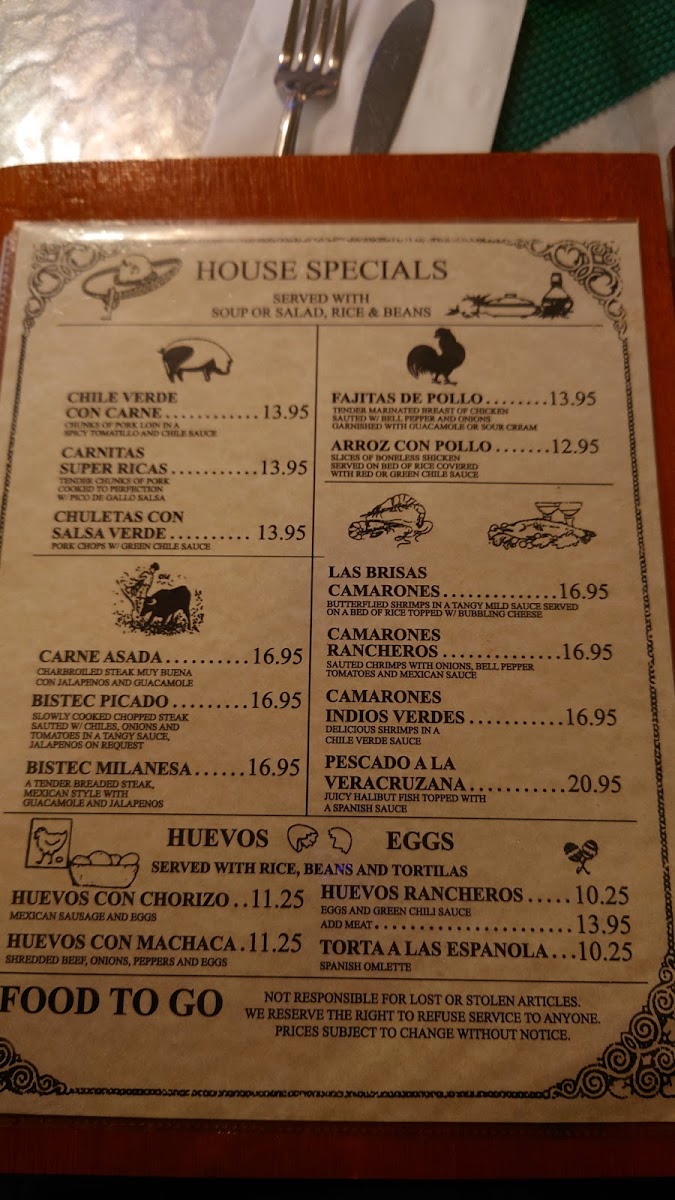 HOUSE SPECIALS
SERVED WITH
SOUP OR SALAD, RICE & BEANS
CHILE VERDE
CON CARNE ............ 13.95
CHUNKS OF PORK LOIN IN A
SPICY TOMATILLO AND CHILE SAUCE
CARNITAS
SUPER RICAS ........... 13.95
TENDER CHUNKS OF PORK
COOKED TO PERFECTION
W/ PICO DE GALLO SALSA
CHULETAS CON
SALSA VERDE .......... 13.95
PORK CHOPS W/ GREEN CHILE SAUCE
CARNE ASADA .......... 16.95
CHARBROILED STEAK MUY BUENA
CON JALAPENOS AND GUACAMOLE
BISTEC PICADO ......... 16.95
SLOWLY COOKED CHOPPED STEAK
SAUTED W/ CHILES, ONIONS AND
TOMATOES IN A TANGY SAUCE,
JALAPENOS ON REQUEST
BISTEC MILANESA ...... 16.95
A TENDER BREADED STEAK,
MEXICAN STYLE WITH
GUACAMOLE AND JALAPENOS
FAJITAS DE POLLO ........ 13.95
TENDER MARINATED BREAST OF CHICKEN
SAUTED W/ BELL PEPPER AND ONIONS
GARNISHED WITH GUACAMOLE OR SOUR CREAM
ARROZ CON POLLO ....... 12.95
SLICES OF BONELESS SHICKEN
SERVED ON BED OF RICE COVERED
WITH RED OR GREEN CHILE SAUCE
LAS BRISAS
CAMARONES .............. 16.95
BUTTERFLIED SHRIMPS IN A TANGY MILD SAUCE SERVED
ON A BED OF RICE TOPPED W/ BUBBLING CHEESE
CAMARONES
RANCHEROS .............. 16.95
SAUTED CHRIMPS WITH ONIONS, BELL PEPPER
TOMATOES AND MEXICAN SAUCE
CAMARONES
INDIOS VERDES ........... 16.95
DELICIOUS SHRIMPS IN A
CHILE VERDE SAUCE
PESCADO A LA
VERACRUZANA ........... 20.95
JUICY HALIBUT FISH TOPPED WITH
A SPANISH SAUCE
HUEVOS EGGS
SERVED WITH RICE, BEANS AND TORTILAS
HUEVOS CON CHORIZO .. 11.25
MEXICAN SAUSAGE AND EGGS
HUEVOS CON MACHACA . 11.25
SHREDDED BEEF, ONIONS, PEPPERS AND EGGS
HUEVOS RANCHEROS ..... 10.25
EGGS AND GREEN CHILI SAUCE
ADD MEAT ........................ 13.95
TORTA A LAS ESPANOLA ... 10.25
SPANISH OMLETTE
FOOD TO GO
NOT RESPONSIBLE FOR LOST OR STOLEN ARTICLES.
WE RESERVE THE RIGHT TO REFUSE SERVICE TO ANYONE.
PRICES SUBJECT TO CHANGE WITHOUT NOTICE.